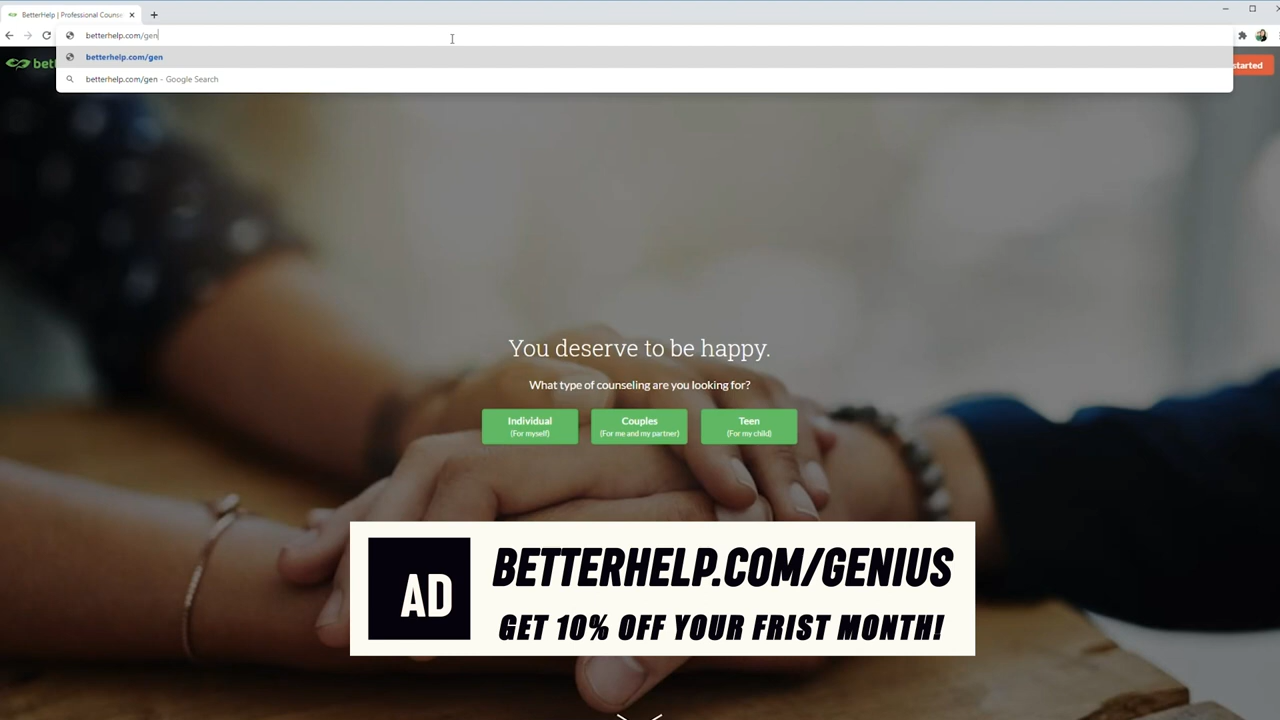 BetterHelp | Professional Counse
betterhelp.com/gen
betterhelp.com/gen
betterhelp.com/gen - Google Search
bett
started
You deserve to be happy.
What type of counseling are you looking for?
Individual
(For myself)
Couples
(For me and my partner)
Teen
(For my child)
AD
BETTERHELP.COM/GENIUS
GET 10% OFF YOUR FRIST MONTH!